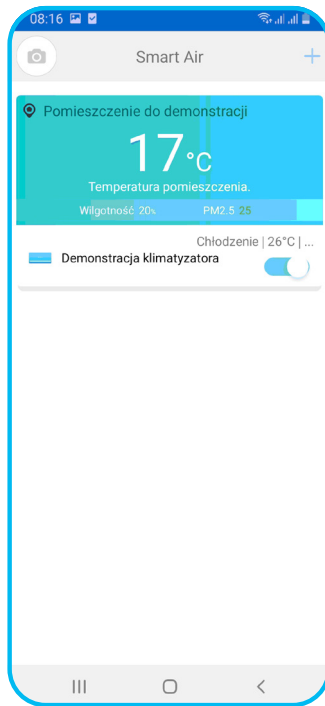 08:16
Smart Air
Pomieszczenie do demonstracji
17°C
Temperatura pomieszczenia.
Wilgotność 20% PM2.5 25
Chłodzenie | 26°C | ...
Demonstracja klimatyzatora